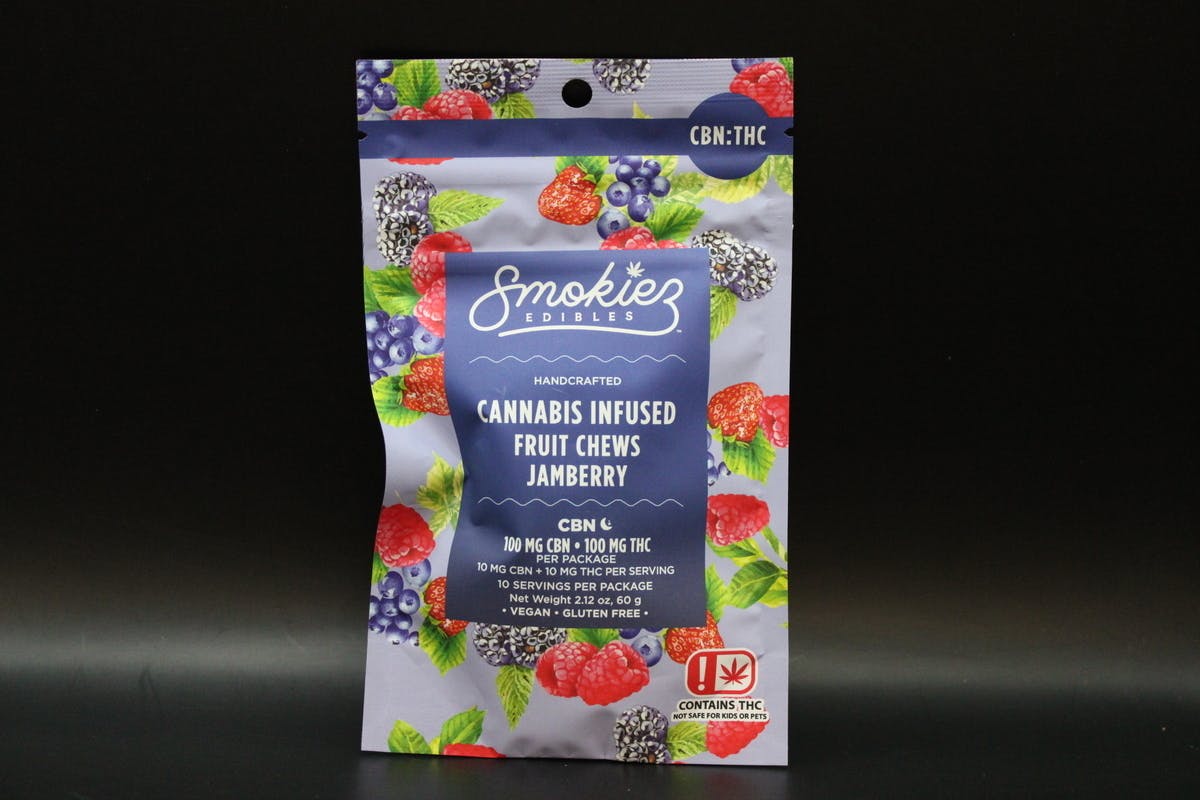 CBN:THC
Smokiez
EDIBLES
™
HANDCRAFTED
CANNABIS INFUSED
FRUIT CHEWS
JAMBERRY
CBN
100 MG CBN • 100 MG THC
PER PACKAGE
10 MG CBN + 10 MG THC PER SERVING
10 SERVINGS PER PACKAGE
Net Weight 2.12 oz, 60 g
• VEGAN • GLUTEN FREE •
!
CONTAINS THC
NOT SAFE FOR KIDS OR PETS